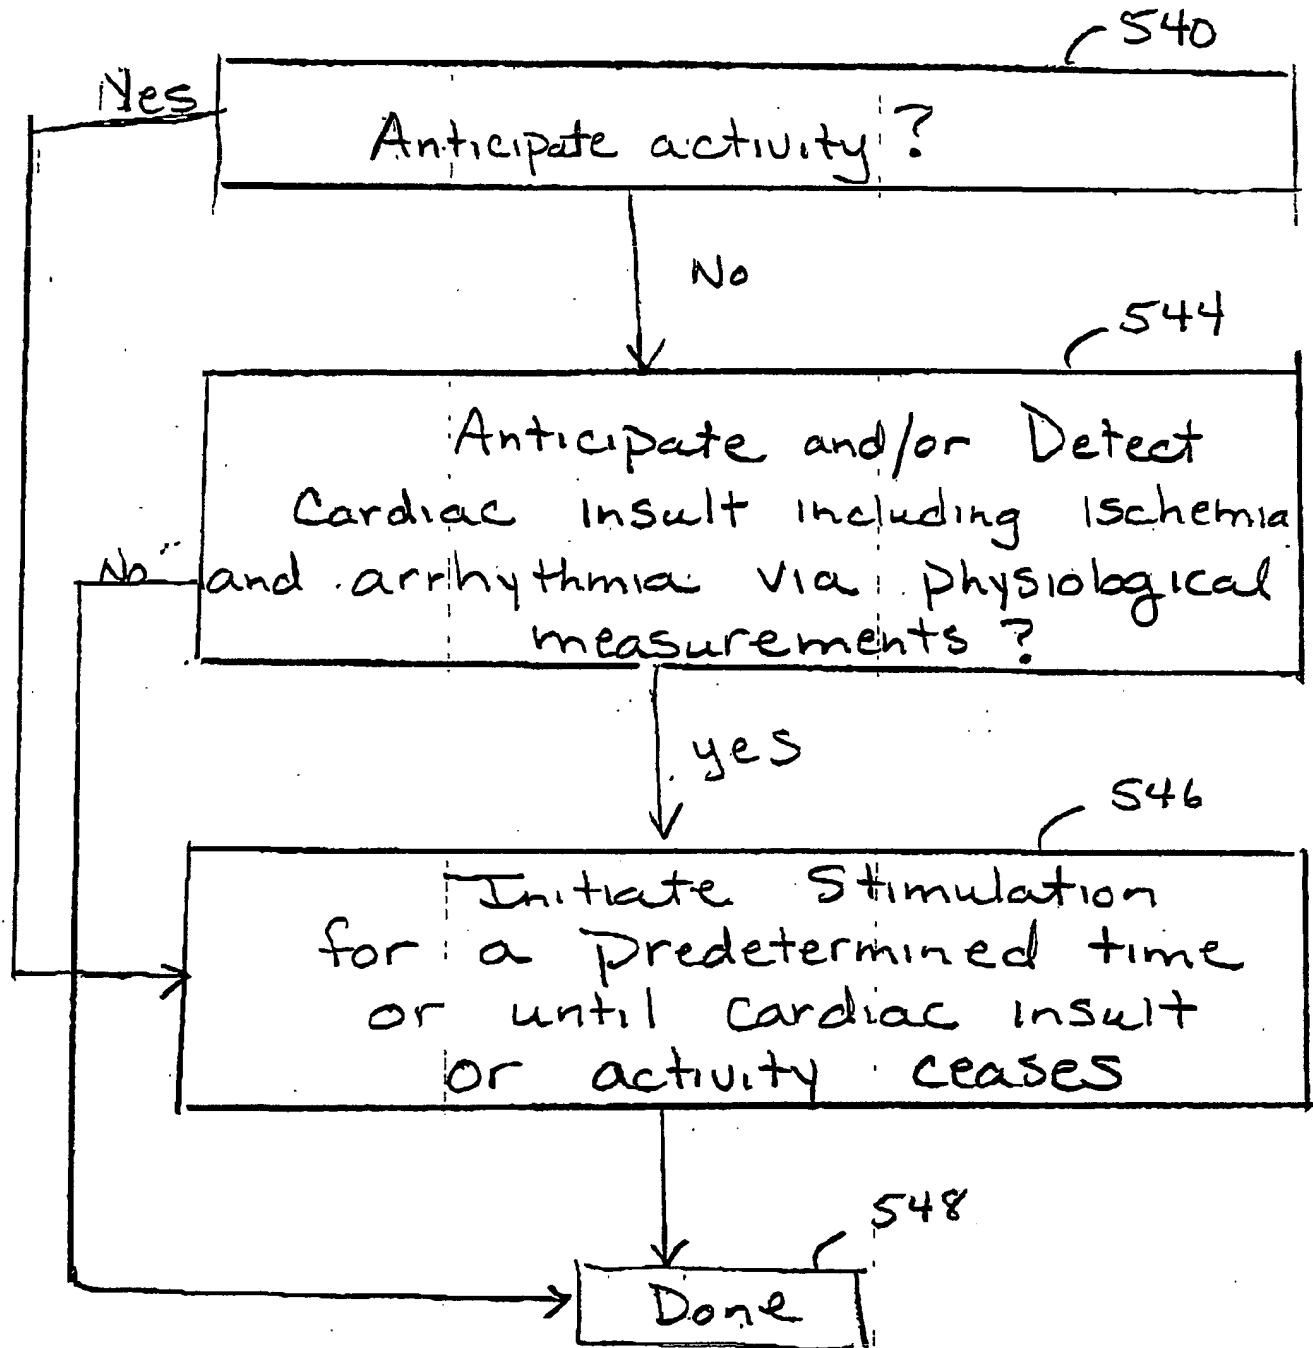 540
Yes
Anticipate activity?
No
544
Anticipate and/or Detect
Cardiac insult including ischemia
No
and arrhythmia via physiological
measurements?
yes
546
Initiate Stimulation
for a predetermined time
or until cardiac insult
or activity ceases
548
Done